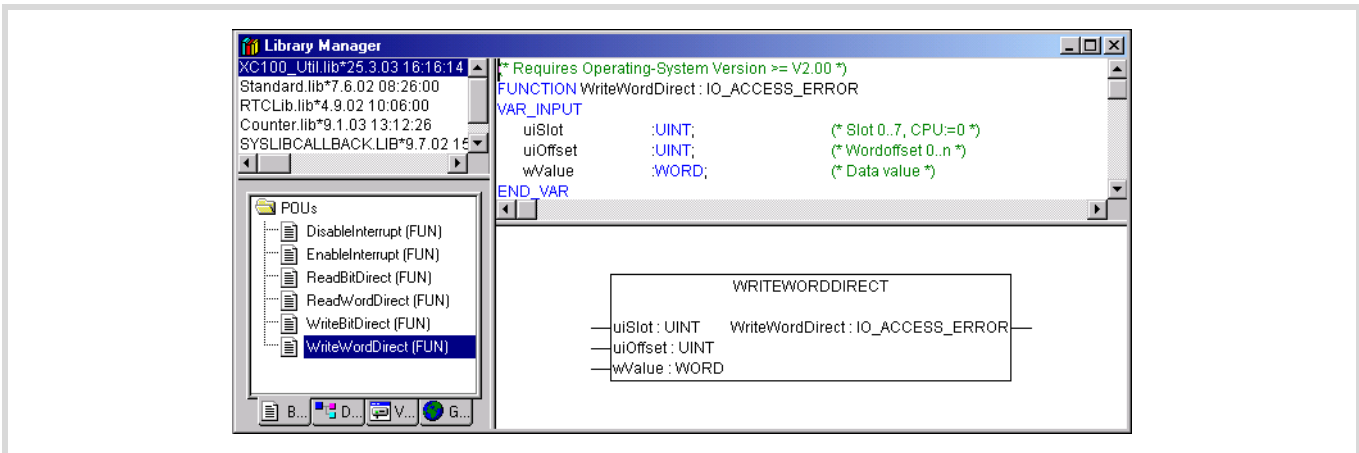 Library Manager
XC100_Util.lib*25.3.03 16:16:14
Standard.lib*7.6.02 08:26:00
RTCLib.lib*4.9.02 10:06:00
Counter.lib*9.1.03 13:12:26
SYSLIBCALLBACK.LIB*9.7.02 15
(* Requires Operating-System Version >= V2.00 *)
FUNCTION WriteWordDirect : IO_ACCESS_ERROR
VAR_INPUT
uiSlot :UINT; (* Slot 0..7, CPU:=0 *)
uiOffset :UINT; (* Wordoffset 0..n *)
wValue :WORD; (* Data value *)
END_VAR
POUs
DisableInterrupt (FUN)
EnableInterrupt (FUN)
ReadBitDirect (FUN)
ReadWordDirect (FUN)
WriteBitDirect (FUN)
WriteWordDirect (FUN)
B... D... V... G...
WRITEWORDDIRECT
uiSlot : UINT WriteWordDirect : IO_ACCESS_ERROR
uiOffset : UINT
wValue : WORD